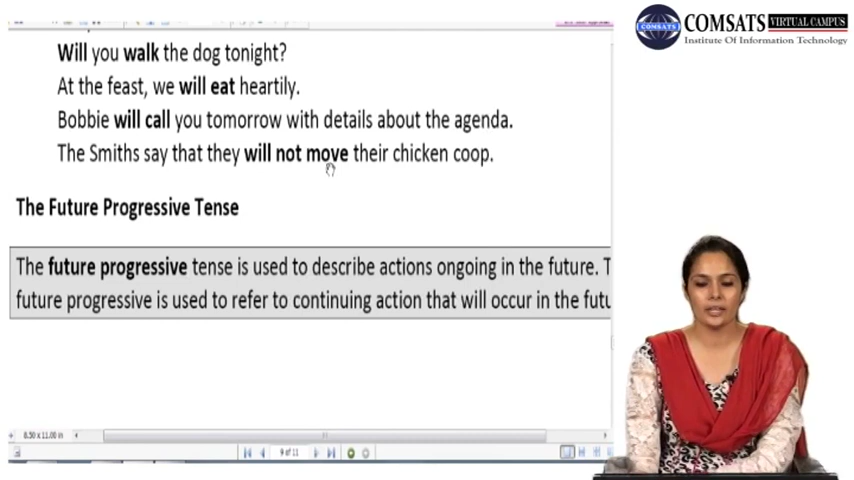 COMSATS VIRTUAL CAMPUS
Institute Of Information Technology
Will you walk the dog tonight?
At the feast, we will eat heartily.
Bobbie will call you tomorrow with details about the agenda.
The Smiths say that they will not move their chicken coop.
The Future Progressive Tense
The future progressive tense is used to describe actions ongoing in the future. T
future progressive is used to refer to continuing action that will occur in the futu
8.50 x 11.00 in
9 of 11